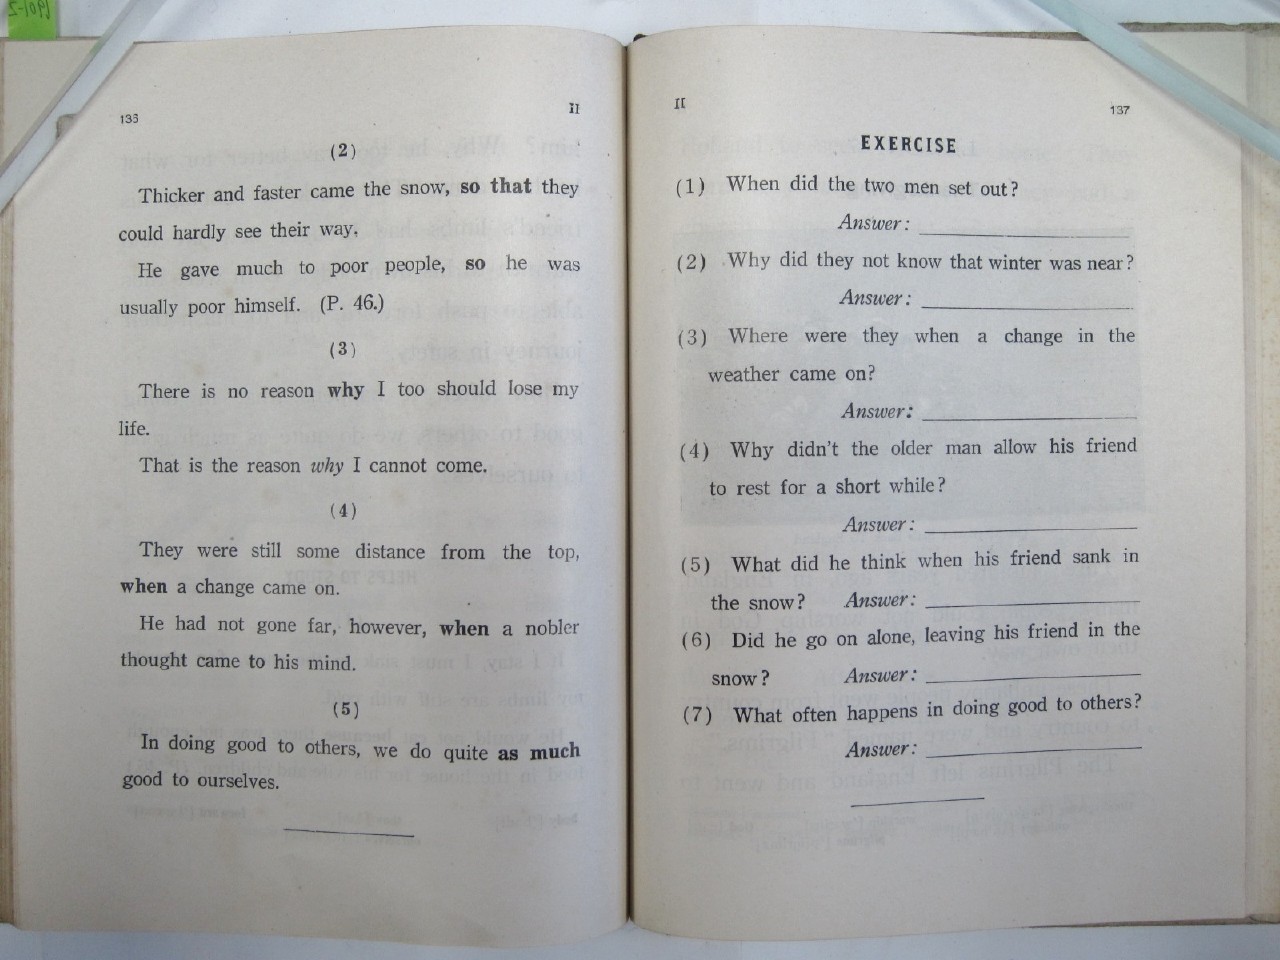 136
II
(2)
Thicker and faster came the snow, so that they
could hardly see their way.
He gave much to poor people, so he was
usually poor himself. (P. 46.)
(3)
There is no reason why I too should lose my
life.
That is the reason why I cannot come.
(4)
They were still some distance from the top,
when a change came on.
He had not gone far, however, when a nobler
thought came to his mind.
(5)
In doing good to others, we do quite as much
good to ourselves.
II
137
EXERCISE
(1) When did the two men set out?
Answer:
(2) Why did they not know that winter was near?
Answer:
(3) Where were they when a change in the
weather came on?
Answer:
(4) Why didn't the older man allow his friend
to rest for a short while?
Answer:
(5) What did he think when his friend sank in
the snow? Answer:
(6) Did he go on alone, leaving his friend in the
snow? Answer:
(7) What often happens in doing good to others?
Answer: